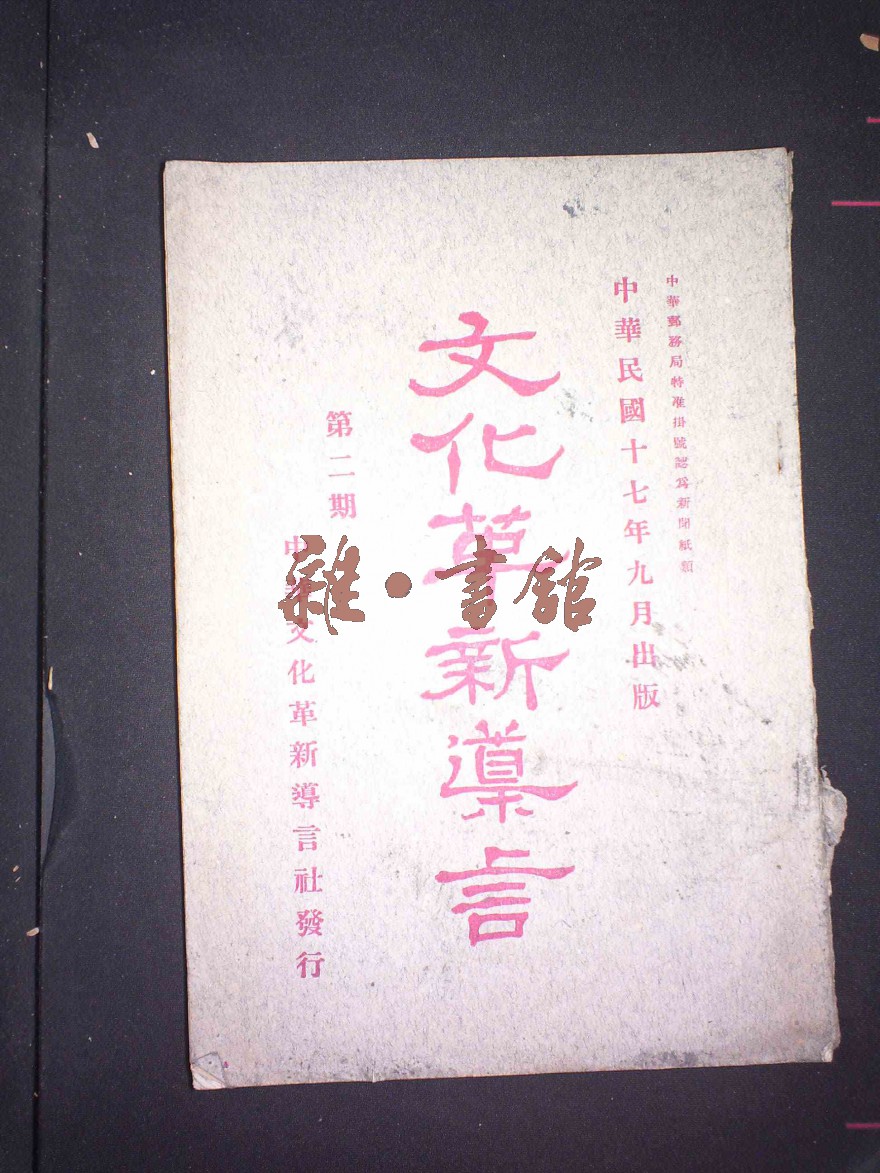 中華郵務局特准掛號認爲新聞紙類
中華民國十七年九月出版
文化革新導言
第二期
中華文化革新導言社發行
雜·書館